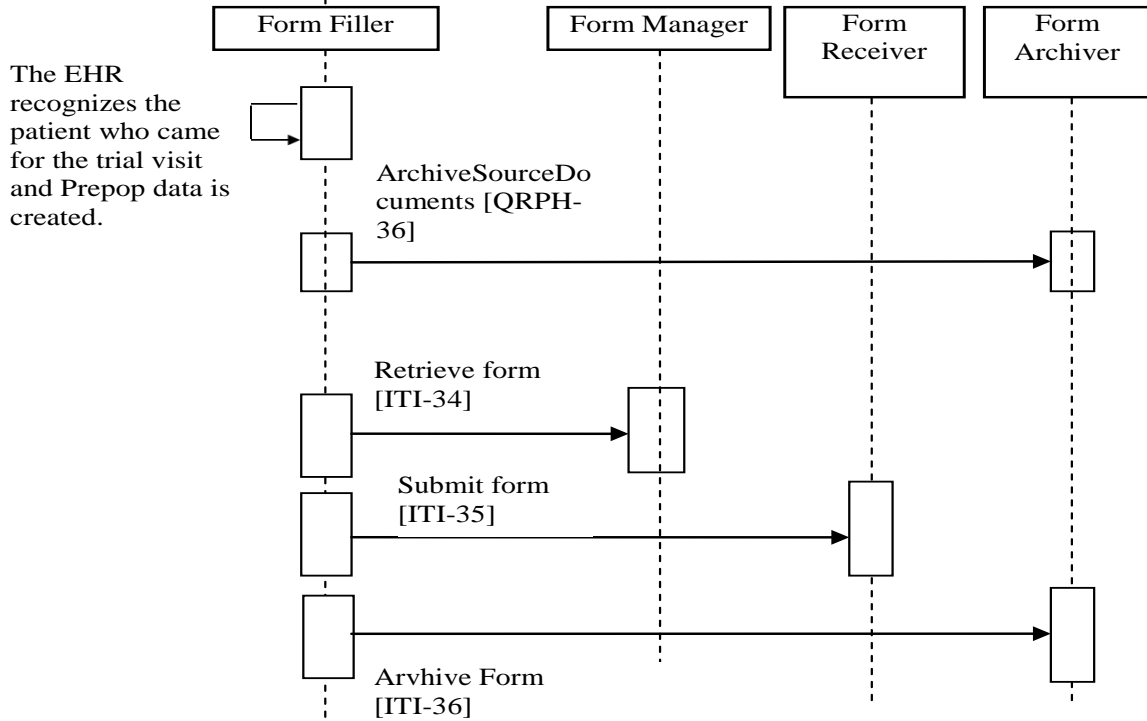 Form Filler
Form Manager
Form
Receiver
Form
Archiver
The EHR
recognizes the
patient who came
for the trial visit
and Prepop data is
created.
ArchiveSourceDo
cuments [QRPH-
36]
Retrieve form
[ITI-34]
Submit form
[ITI-35]
Arvhive Form
[ITI-36]